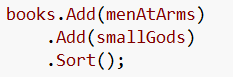 books.Add(menAtArms)
    .Add(smallGods)
    .Sort();